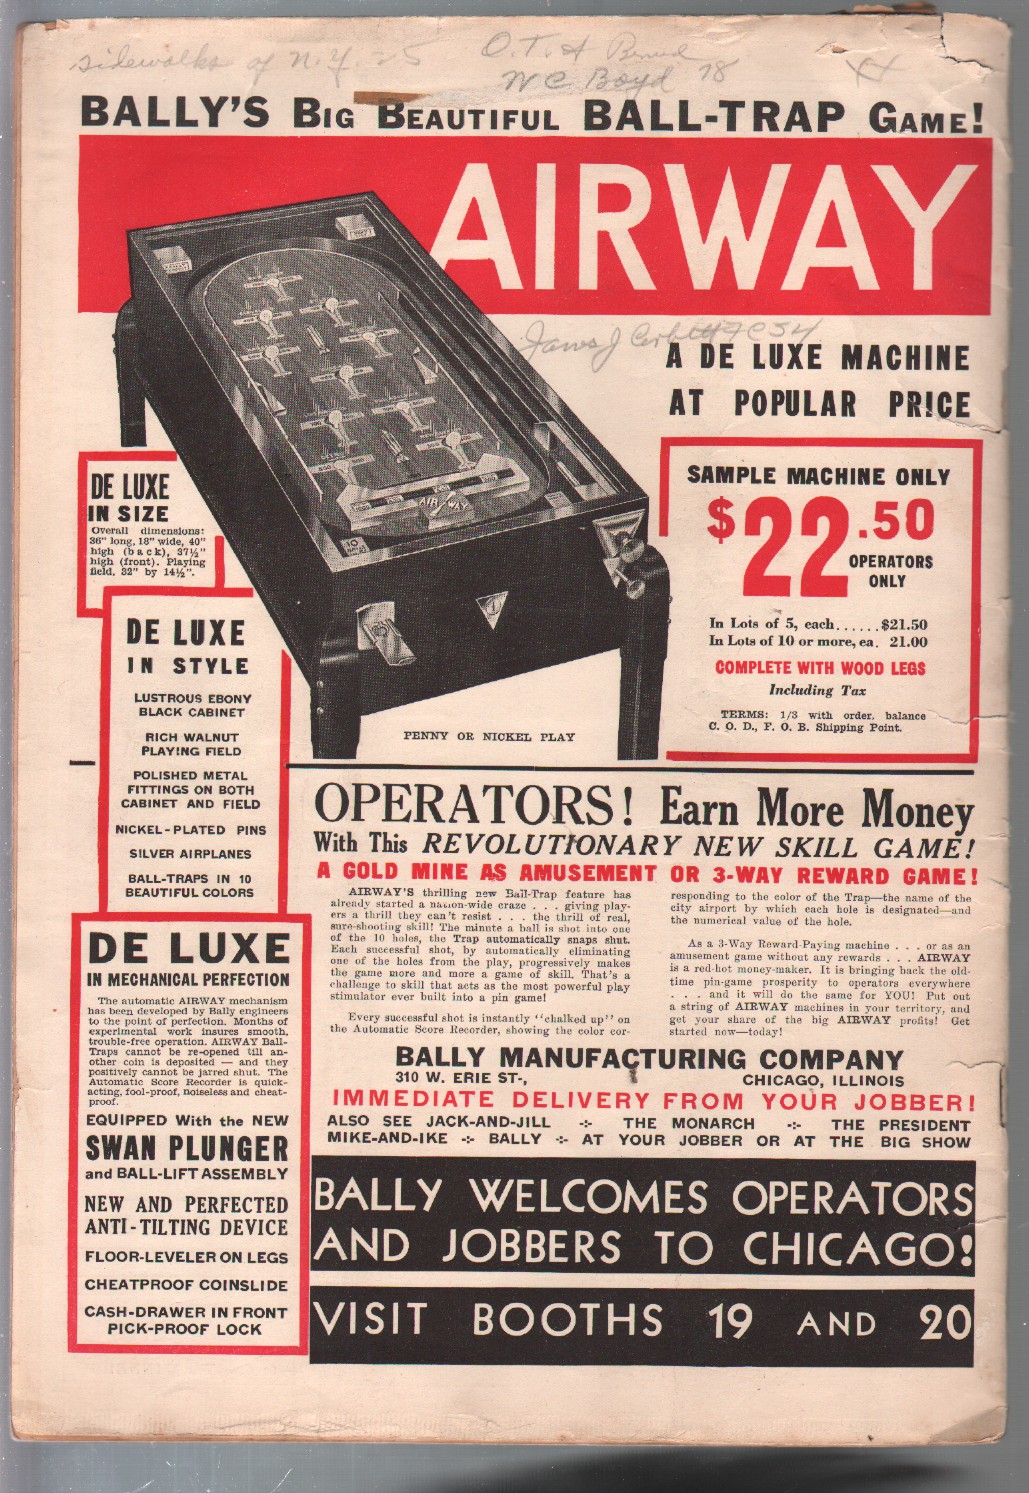 sidewalks of N.Y. 25
O.T.A
WC Boyd 78
BALLY'S BIG BEAUTIFUL BALL-TRAP GAME!
AIRWAY
A DE LUXE MACHINE
AT POPULAR PRICE
DE LUXE
IN SIZE
Overall dimensions:
36" long, 18" wide, 40"
high (back), 37½"
high (front). Playing
field, 32" by 14½".
AIRWAY
PENNY OR NICKEL PLAY
SAMPLE MACHINE ONLY
$22.50
OPERATORS
ONLY
In Lots of 5, each......$21.50
In Lots of 10 or more, ea. 21.00
COMPLETE WITH WOOD LEGS
Including Tax
TERMS: 1/3 with order, balance
C. O. D., F. O. B. Shipping Point.
DE LUXE
IN STYLE
LUSTROUS EBONY
BLACK CABINET
RICH WALNUT
PLAYING FIELD
POLISHED METAL
FITTINGS ON BOTH
CABINET AND FIELD
NICKEL-PLATED PINS
SILVER AIRPLANES
BALL-TRAPS IN 10
BEAUTIFUL COLORS
DE LUXE
IN MECHANICAL PERFECTION
The automatic AIRWAY mechanism
has been developed by Bally engineers
to the point of perfection. Months of
experimental work insures smooth,
trouble-free operation. AIRWAY Ball-
Traps cannot be re-opened till an-
other coin is deposited — and they
positively cannot be jarred shut. The
Automatic Score Recorder is quick-
acting, fool-proof, noiseless and cheat-
proof.
EQUIPPED With the NEW
SWAN PLUNGER
and BALL-LIFT ASSEMBLY
NEW AND PERFECTED
ANTI-TILTING DEVICE
FLOOR-LEVELER ON LEGS
CHEATPROOF COINSLIDE
CASH-DRAWER IN FRONT
PICK-PROOF LOCK
OPERATORS! Earn More Money
With This REVOLUTIONARY NEW SKILL GAME!
A GOLD MINE AS AMUSEMENT OR 3-WAY REWARD GAME!
AIRWAY'S thrilling new Ball-Trap feature has
already started a nation-wide craze . . . giving play-
ers a thrill they can't resist . . . the thrill of real,
sure-shooting skill! The minute a ball is shot into one
of the 10 holes, the Trap automatically snaps shut.
Each successful shot, by automatically eliminating
one of the holes from the play, progressively makes
the game more and more a game of skill. That's a
challenge to skill that acts as the most powerful play
stimulator ever built into a pin game!
Every successful shot is instantly "chalked up" on
the Automatic Score Recorder, showing the color cor-
responding to the color of the Trap—the name of the
city airport by which each hole is designated—and
the numerical value of the hole.
As a 3-Way Reward-Paying machine . . . or as an
amusement game without any rewards . . . AIRWAY
is a red-hot money-maker. It is bringing back the old-
time pin-game prosperity to operators everywhere
. . . . and it will do the same for YOU! Put out
a string of AIRWAY machines in your territory, and
get your share of the big AIRWAY profits! Get
started now—today!
BALLY MANUFACTURING COMPANY
310 W. ERIE ST-, CHICAGO, ILLINOIS
IMMEDIATE DELIVERY FROM YOUR JOBBER!
ALSO SEE JACK-AND-JILL -:- THE MONARCH -:- THE PRESIDENT
MIKE-AND-IKE -:- BALLY -:- AT YOUR JOBBER OR AT THE BIG SHOW
BALLY WELCOMES OPERATORS
AND JOBBERS TO CHICAGO!
VISIT BOOTHS 19 AND 20